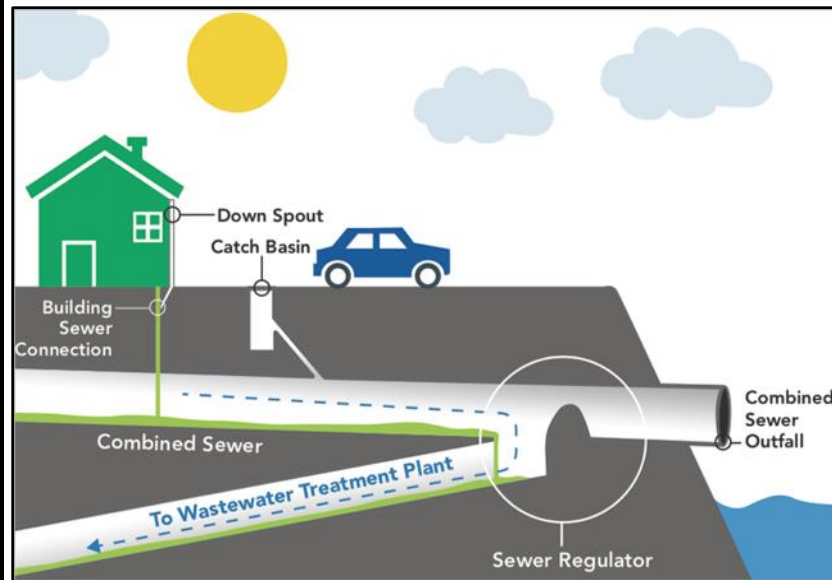 Down Spout
Catch Basin
Building
Sewer
Connection
Combined
Sewer
Outfall
Combined Sewer
To Wastewater Treatment Plant
Sewer Regulator